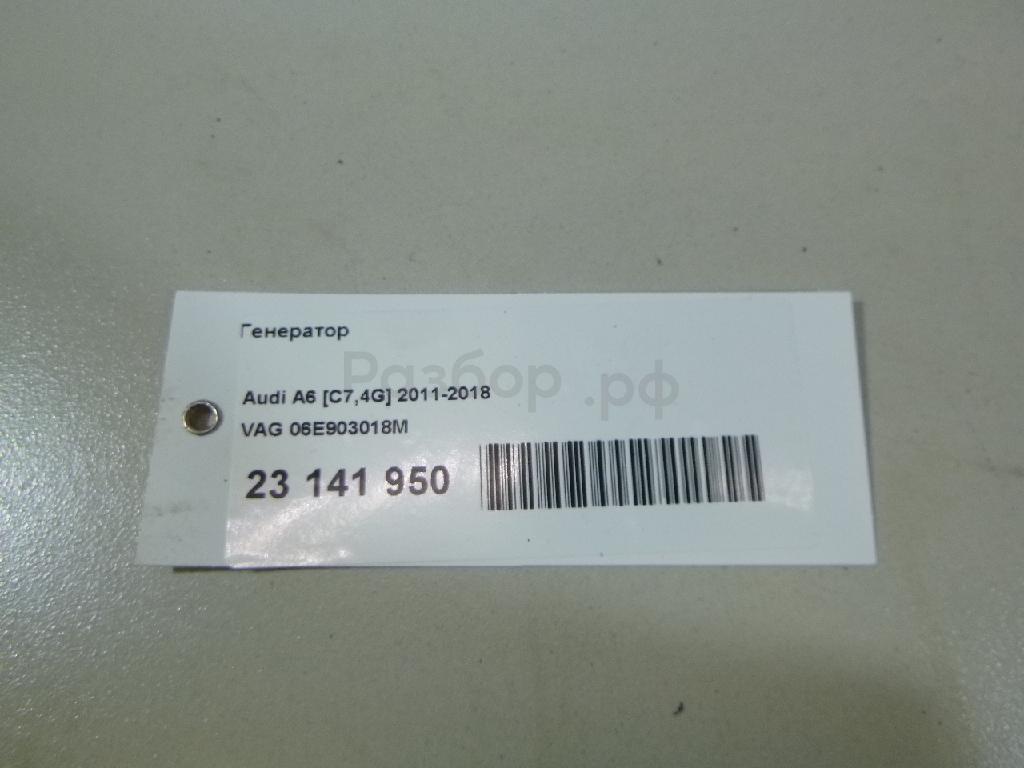 Генератор
Разбор.рф
Audi A6 [C7,4G] 2011-2018
VAG 06E903018M
23 141 950